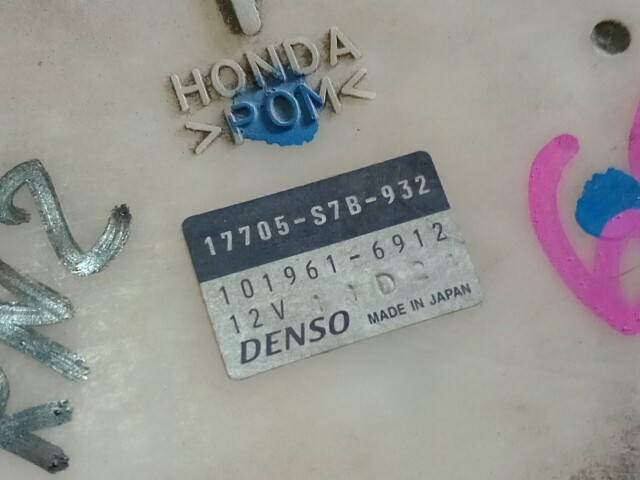 HONDA
>POM<
17705-S7B-932
101961-6912
12V
DENSO MADE IN JAPAN